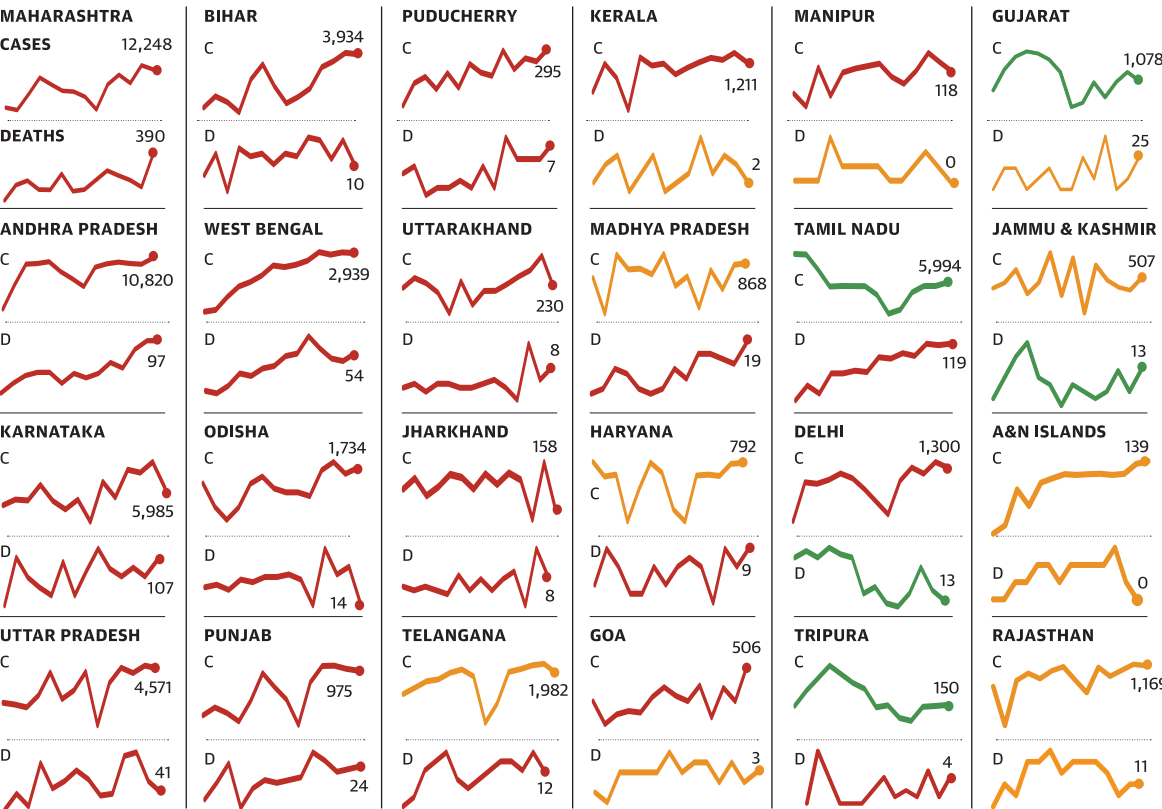 MAHARASHTRA
CASES
12,248
DEATHS
390
BIHAR
C
3,934
D
10
PUDUCHERRY
C
295
D
7
KERALA
C
1,211
D
2
MANIPUR
C
118
D
0
GUJARAT
C
1,078
D
25
ANDHRA PRADESH
C
10,820
D
97
WEST BENGAL
C
2,939
D
54
UTTARAKHAND
C
230
D
8
MADHYA PRADESH
C
868
D
19
TAMIL NADU
C
5,994
D
119
JAMMU & KASHMIR
C
507
D
13
KARNATAKA
C
5,985
D
107
ODISHA
C
1,734
D
14
JHARKHAND
C
158
D
8
HARYANA
C
792
D
9
DELHI
C
1,300
D
13
A&N ISLANDS
C
139
D
0
UTTAR PRADESH
C
4,571
D
41
PUNJAB
C
975
D
24
TELANGANA
C
1,982
D
12
GOA
C
506
D
3
TRIPURA
C
150
D
4
RAJASTHAN
C
1,169
D
11